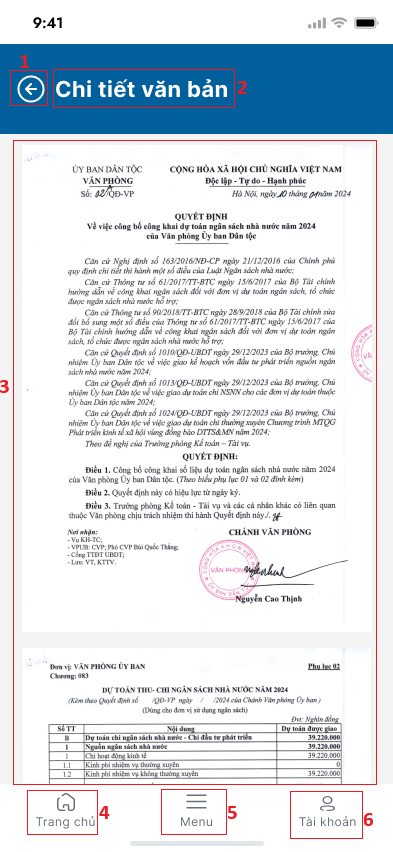 9:41
1
Chi tiết văn bản
2
ỦY BAN DÂN TỘC
VĂN PHÒNG
Số: 02/QĐ-VP
CỘNG HÒA XÃ HỘI CHỦ NGHĨA VIỆT NAM
Độc lập - Tự do - Hạnh phúc
Hà Nội, ngày 10 tháng 01 năm 2024
QUYẾT ĐỊNH
Về việc công bố công khai dự toán ngân sách nhà nước năm 2024
của Văn phòng Ủy ban Dân tộc
Căn cứ Nghị định số 163/2016/NĐ-CP ngày 21/12/2016 của Chính phủ
quy định chi tiết thi hành một số điều của Luật Ngân sách nhà nước;
Căn cứ Thông tư số 61/2017/TT-BTC ngày 15/6/2017 của Bộ Tài chính
hướng dẫn về công khai ngân sách đối với đơn vị dự toán ngân sách, tổ chức
được ngân sách nhà nước hỗ trợ;
Căn cứ Thông tư số 90/2018/TT-BTC ngày 28/9/2018 của Bộ Tài chính sửa
đổi bổ sung một số điều của Thông tư số 61/2017/TT-BTC ngày 15/6/2017 của
Bộ Tài chính hướng dẫn về công khai ngân sách đối với đơn vị dự toán ngân
sách, tổ chức được ngân sách nhà nước hỗ trợ;
Căn cứ Quyết định số 1010/QĐ-UBDT ngày 29/12/2023 của Bộ trưởng, Chủ
nhiệm Ủy ban Dân tộc về việc giao kế hoạch vốn đầu tư phát triển nguồn ngân
sách nhà nước năm 2024;
3
Căn cứ Quyết định số 1013/QĐ-UBDT ngày 29/12/2023 của Bộ trưởng, Chủ
nhiệm Ủy ban Dân tộc về việc giao dự toán chi NSNN cho các đơn vị dự toán thuộc
Ủy ban Dân tộc năm 2024;
Căn cứ Quyết định số 1024/QĐ-UBDT ngày 29/12/2023 của Bộ trưởng, Chủ
nhiệm Ủy ban Dân tộc về việc giao dự toán chi thường xuyên Chương trình MTQG
Phát triển kinh tế xã hội vùng đồng bào DTTS&MN năm 2024;
Theo đề nghị của Trưởng phòng Kế toán – Tài vụ.
QUYẾT ĐỊNH:
Điều 1. Công bố công khai số liệu dự toán ngân sách nhà nước năm 2024
của Văn phòng Ủy ban Dân tộc. (Theo biểu phụ lục 01 và 02 đính kèm)
Điều 2. Quyết định này có hiệu lực từ ngày ký.
Điều 3. Trưởng phòng Kế toán - Tài vụ và các cá nhân khác có liên quan
thuộc Văn phòng chịu trách nhiệm thi hành Quyết định này./.
Nơi nhận:
- Vụ KH-TC;
- VPUB: CVP; Phó CVP Bùi Quốc Thắng;
- Cổng TTĐT UBDT;
- Lưu: VT, KTTV.
CHÁNH VĂN PHÒNG
VĂN PHÒNG
Nguyễn Cao Thịnh
Đơn vị: VĂN PHÒNG ỦY BAN
Chương: 083
Phụ lục 02
DỰ TOÁN THU- CHI NGÂN SÁCH NHÀ NƯỚC NĂM 2024
(Kèm theo Quyết định số /QĐ-VP ngày / /2024 của Chánh Văn phòng Ủy ban )
(Dùng cho đơn vị sử dụng ngân sách)
Đvt: Nghìn đồng
Số TT Nội dung Dự toán được giao
B Dự toán chi ngân sách nhà nước - Chi đầu tư phát triển 39.220.000
I Nguồn ngân sách nhà nước 39.220.000
1 Chi hoạt động kinh tế 39.220.000
1.1 Kinh phí nhiệm vụ thường xuyên 0
1.2 Kinh phí nhiệm vụ không thường xuyên 39.220.000
Trang chủ
4
Menu
5
Tài khoản
6